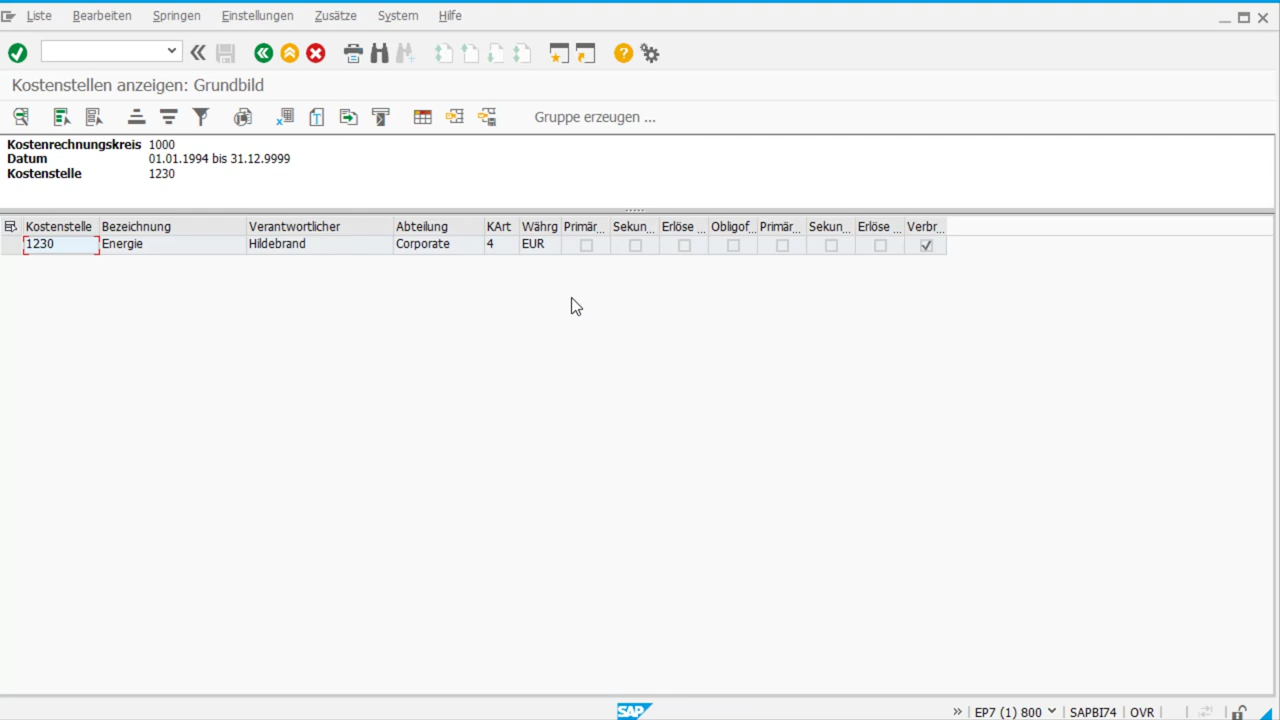 Liste Bearbeiten Springen Einstellungen Zusätze System Hilfe
Kostenstellen anzeigen: Grundbild
Gruppe erzeugen ...
Kostenrechnungskreis 1000
Datum 01.01.1994 bis 31.12.9999
Kostenstelle 1230
Kostenstelle Bezeichnung Verantwortlicher Abteilung KArt Währg Primär... Sekun... Erlöse ... Obligof... Primär... Sekun... Erlöse ... Verbr...
1230 Energie Hildebrand Corporate 4 EUR
SAP EP7 (1) 800 SAPBI74 OVR